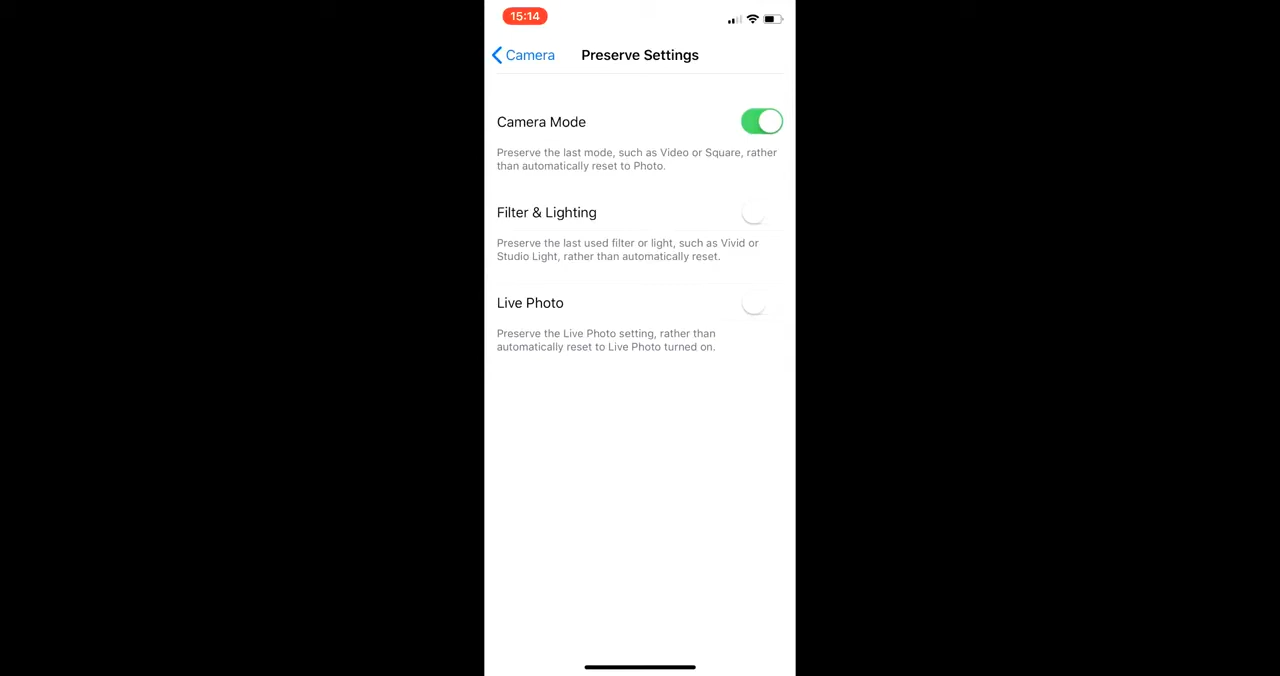 15:14
Camera
Preserve Settings
Camera Mode
Preserve the last mode, such as Video or Square, rather
than automatically reset to Photo.
Filter & Lighting
Preserve the last used filter or light, such as Vivid or
Studio Light, rather than automatically reset.
Live Photo
Preserve the Live Photo setting, rather than
automatically reset to Live Photo turned on.